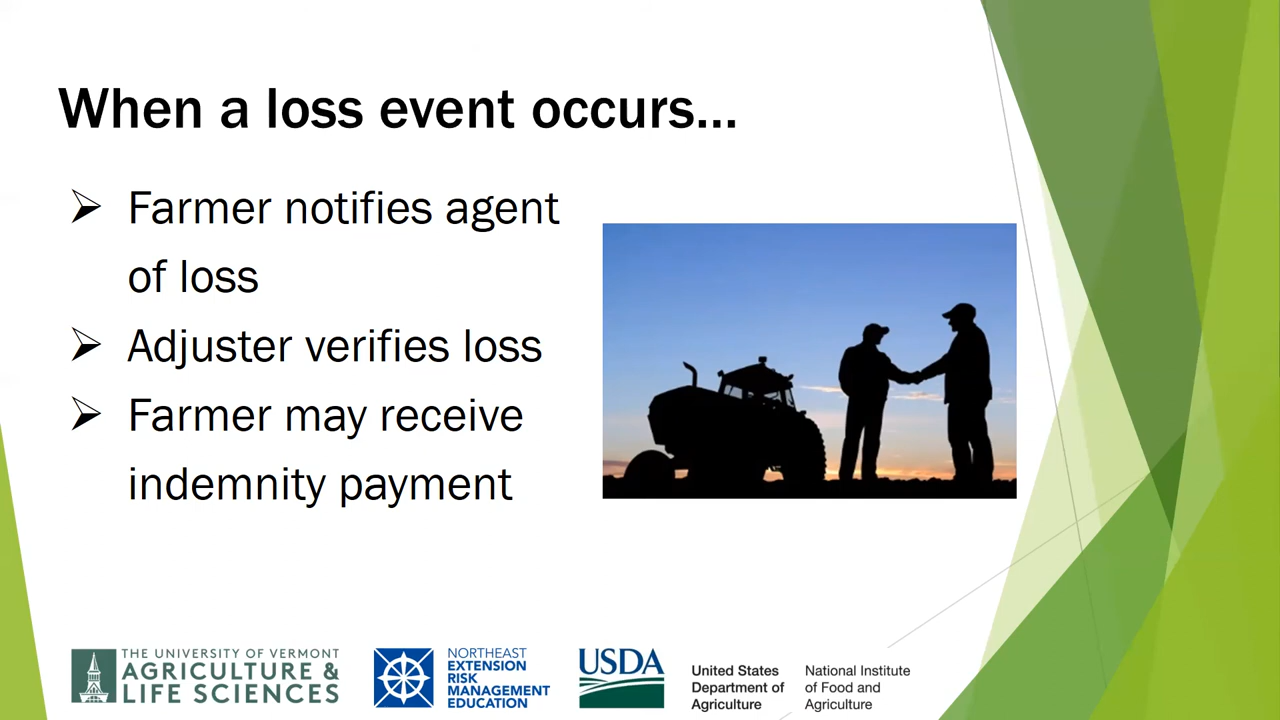 When a loss event occurs...
➢ Farmer notifies agent
of loss
➢ Adjuster verifies loss
➢ Farmer may receive
indemnity payment
THE UNIVERSITY OF VERMONT
AGRICULTURE &
LIFE SCIENCES
NORTHEAST
EXTENSION
RISK
MANAGEMENT
EDUCATION
USDA
United States
Department of
Agriculture
National Institute
of Food and
Agriculture